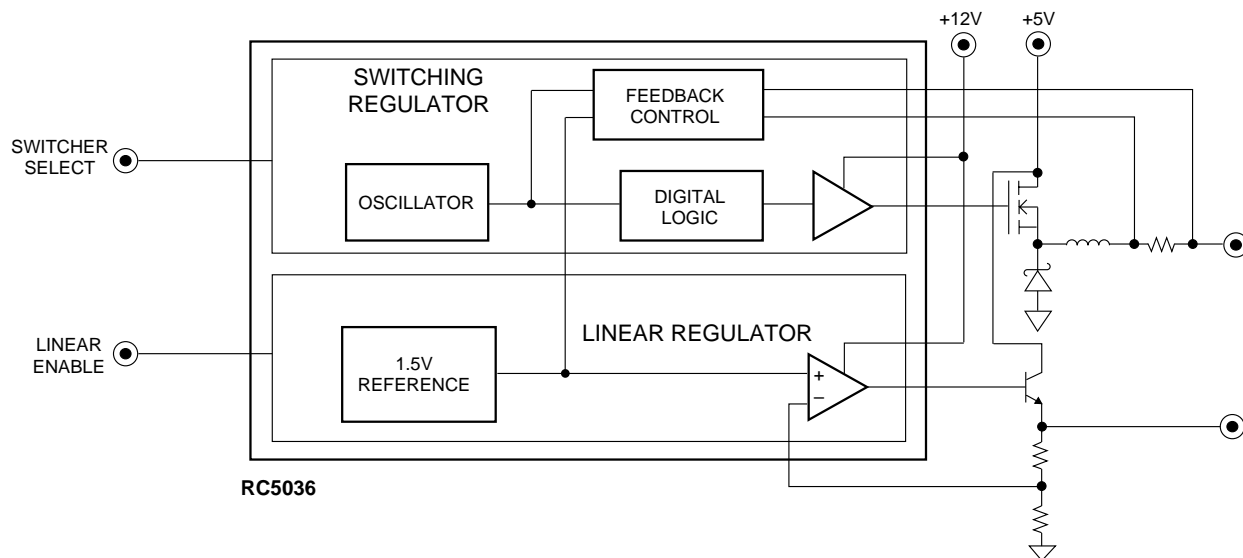 +12V
+5V
SWITCHING
REGULATOR
FEEDBACK
CONTROL
SWITCHER
SELECT
OSCILLATOR
DIGITAL
LOGIC
LINEAR REGULATOR
LINEAR
ENABLE
1.5V
REFERENCE
+
–
RC5036